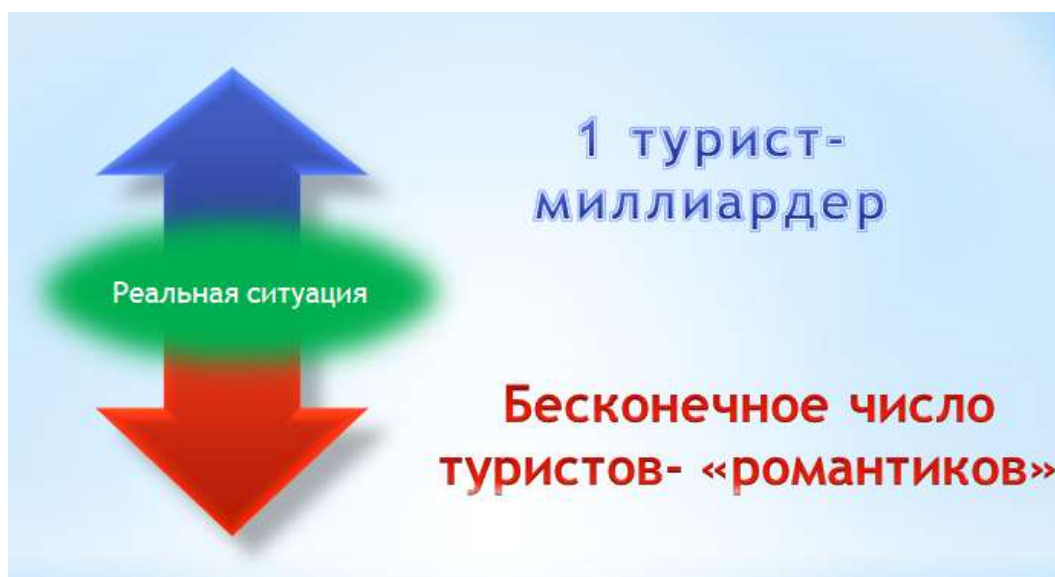 1 турист-
миллиардер
Реальная ситуация
Бесконечное число
туристов- «романтиков»